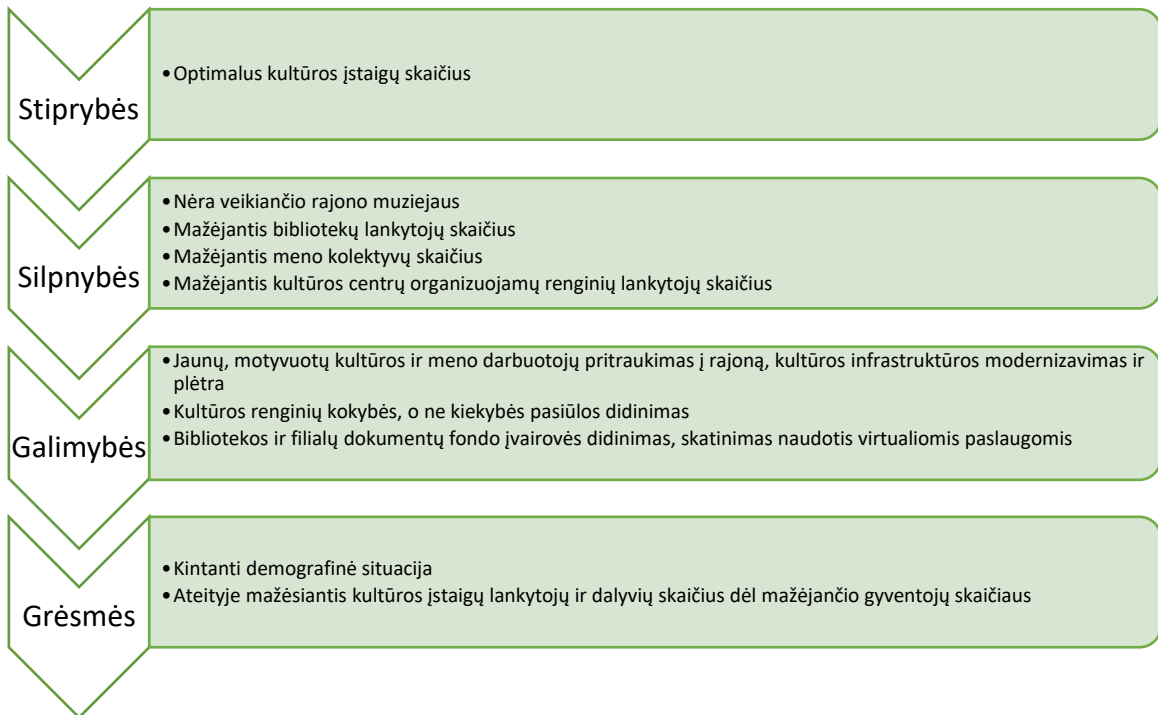 Stiprybės
•Optimalus kultūros įstaigų skaičius
Silpnybės
•Nėra veikiančio rajono muziejaus
•Mažėjantis bibliotekų lankytojų skaičius
•Mažėjantis meno kolektyvų skaičius
•Mažėjantis kultūros centrų organizuojamų renginių lankytojų skaičius
Galimybės
•Jaunų, motyvuotų kultūros ir meno darbuotojų pritraukimas į rajoną, kultūros infrastruktūros modernizavimas ir
plėtra
•Kultūros renginių kokybės, o ne kiekybės pasiūlos didinimas
•Bibliotekos ir filialų dokumentų fondo įvairovės didinimas, skatinimas naudotis virtualiomis paslaugomis
Grėsmės
•Kintanti demografinė situacija
•Ateityje mažėsiantis kultūros įstaigų lankytojų ir dalyvių skaičius dėl mažėjančio gyventojų skaičiaus